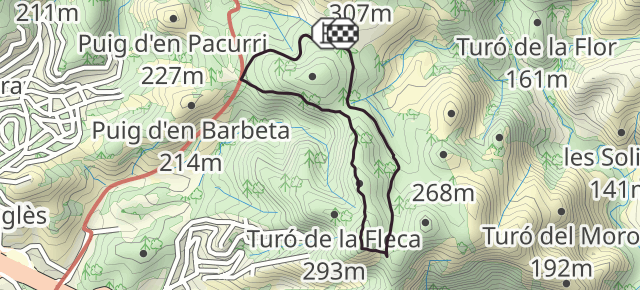 211m
307m
Puig d'en Pacurri
Turó de la Flor
227m
161m
ra
Puig d'en Barbeta
214m
les Soli
268m
141m
glès
Turó de la Fleca
Turó del Moro
293m
192m